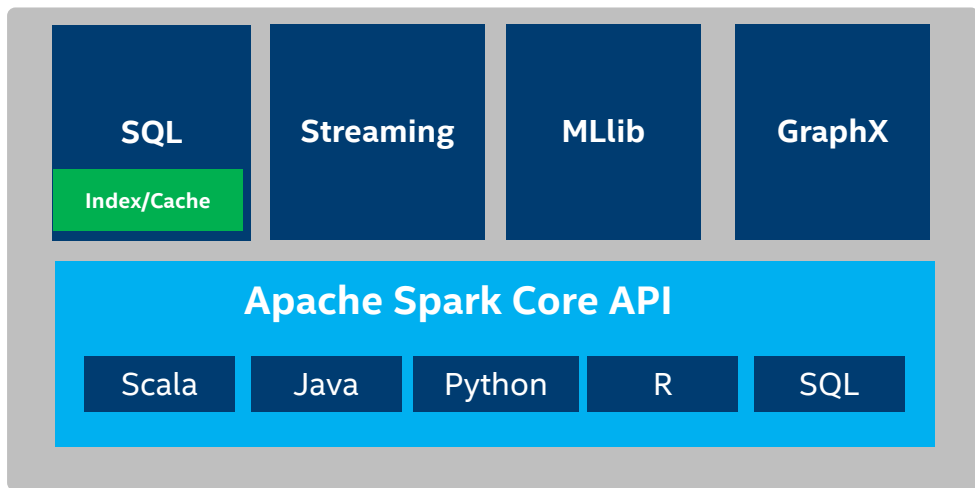 SQL
Streaming
MLlib
GraphX
Index/Cache
Apache Spark Core API
Scala
Java
Python
R
SQL